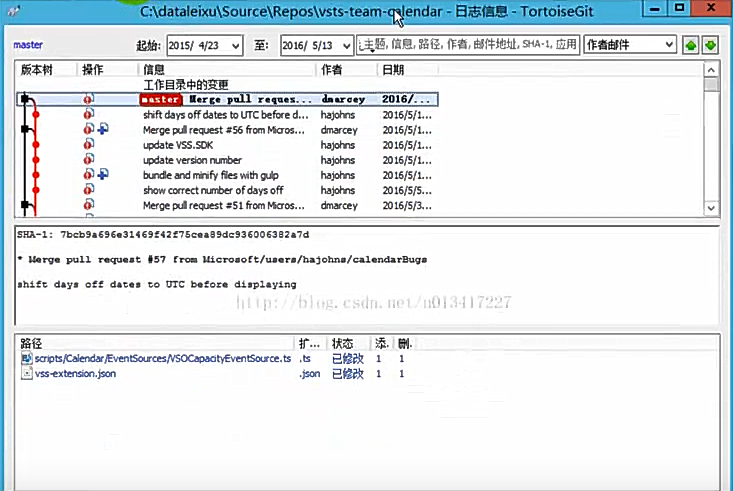 C:\dataleixu\Source\Repos\vsts-team-calendar - 日志信息 - TortoiseGit
master 起始: 2015/ 4/23 至: 2016/ 5/13 主题, 信息, 路径, 作者, 邮件地址, SHA-1, 应用 作者邮件
版本树 操作 信息 作者 日期
工作目录中的变更
master Merge pull reques... dmarcey 2016/...
shift days off dates to UTC before d... hajohns 2016/5/1...
Merge pull request #56 from Micros... dmarcey 2016/5/1...
update VSS.SDK hajohns 2016/5/1...
update version number hajohns 2016/5/1...
bundle and minify files with gulp hajohns 2016/5/1...
show correct number of days off hajohns 2016/5/5...
Merge pull request #51 from Micros... dmarcey 2016/5/3...
SHA-1: 7bcb9a696e31469f42f75cea89dc936006382a7d
* Merge pull request #57 from Microsoft/users/hajohns/calendarBugs
shift days off dates to UTC before displaying
http://blog.csdn.net/n013417227
路径 扩... 状态 添. 删.
scripts/Calendar/EventSources/VSOCapacityEventSource.ts .ts 已修改 1 1
vss-extension.json .json 已修改 1 1